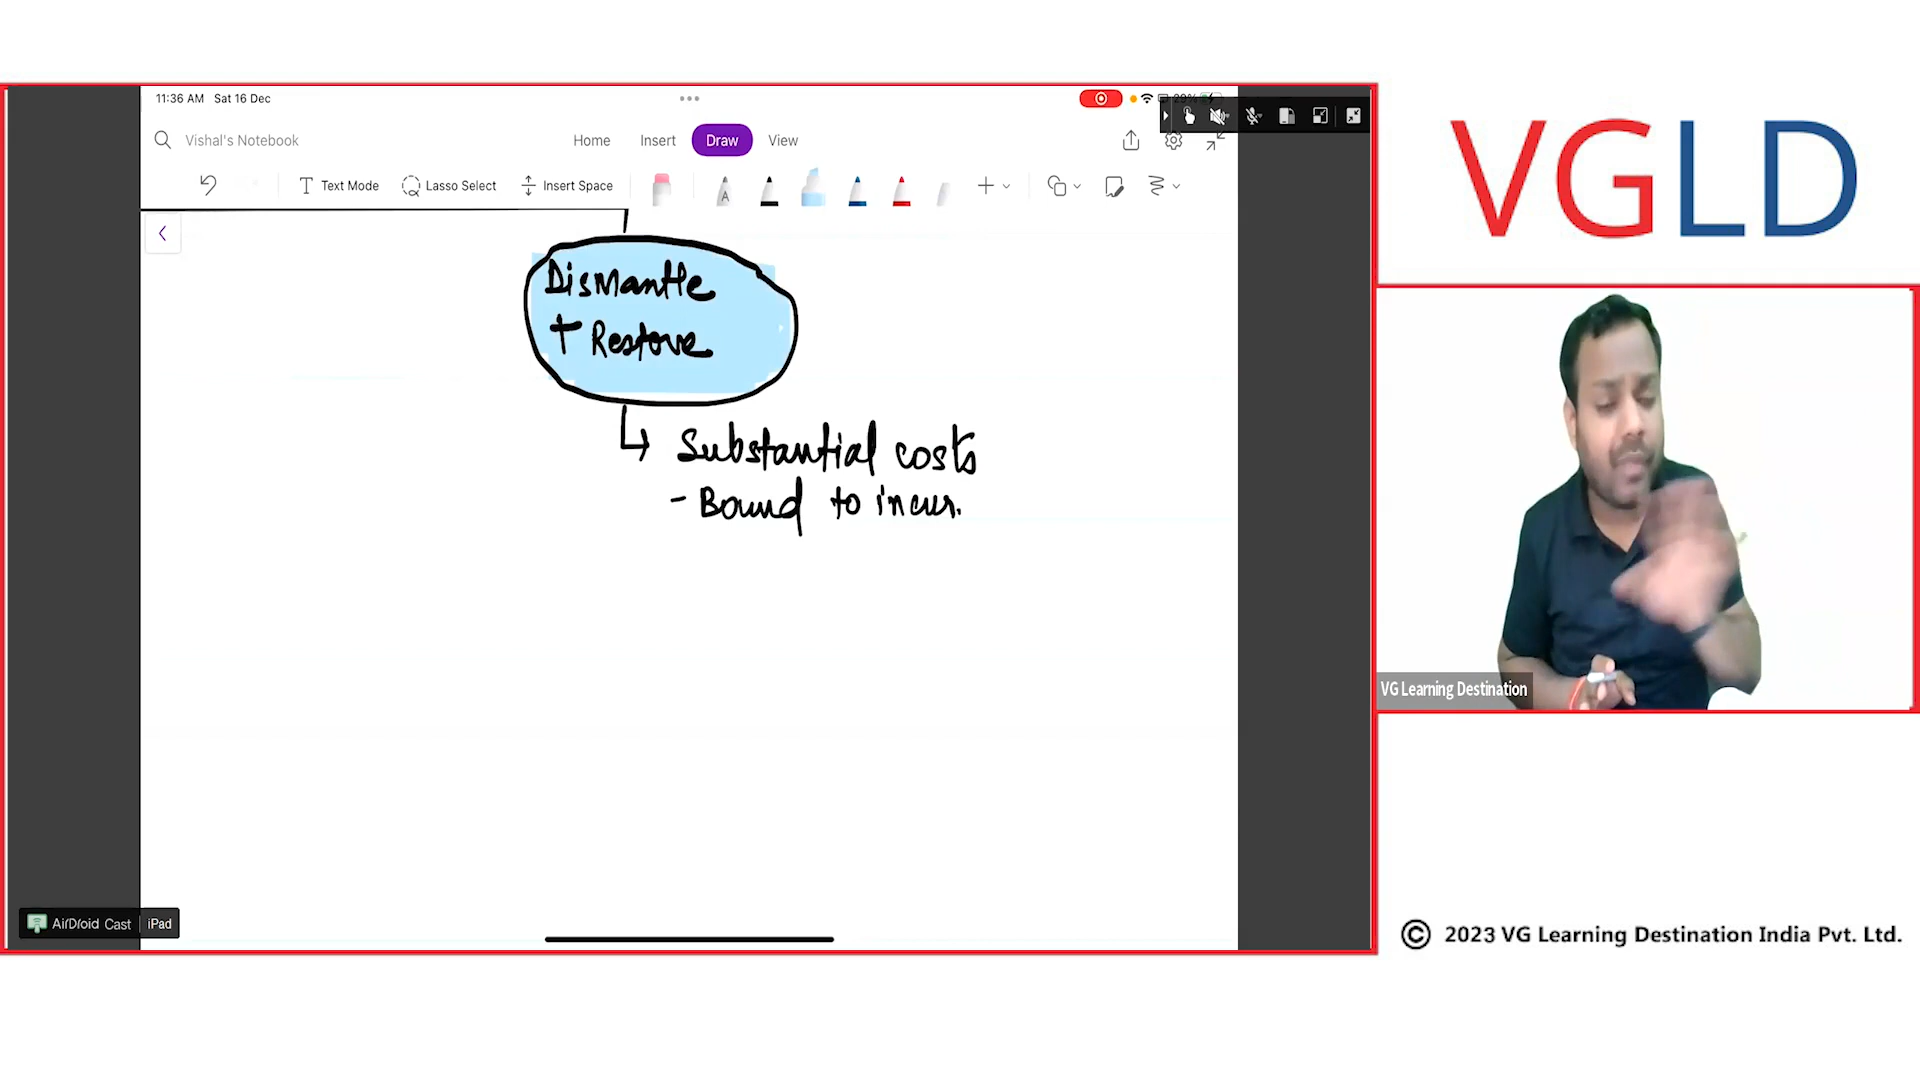 11:36 AM Sat 16 Dec
29%
Vishal's Notebook
Home Insert Draw View
Text Mode Lasso Select Insert Space
A
Dismantle
+ Restore
Substantial costs
- Bound to incur.
VGLD
VG Learning Destination
AirDroid Cast iPad
© 2023 VG Learning Destination India Pvt. Ltd.